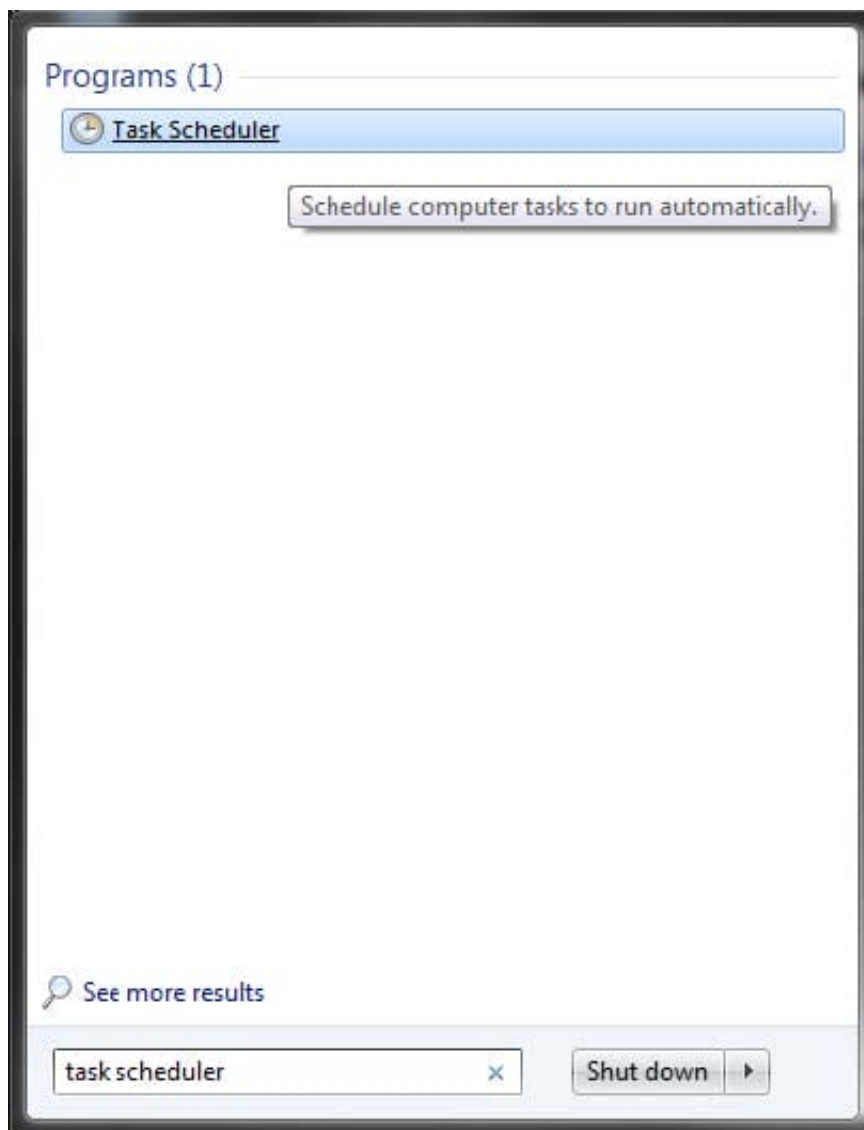 Programs (1)
Task Scheduler
Schedule computer tasks to run automatically.
See more results
task scheduler
Shut down